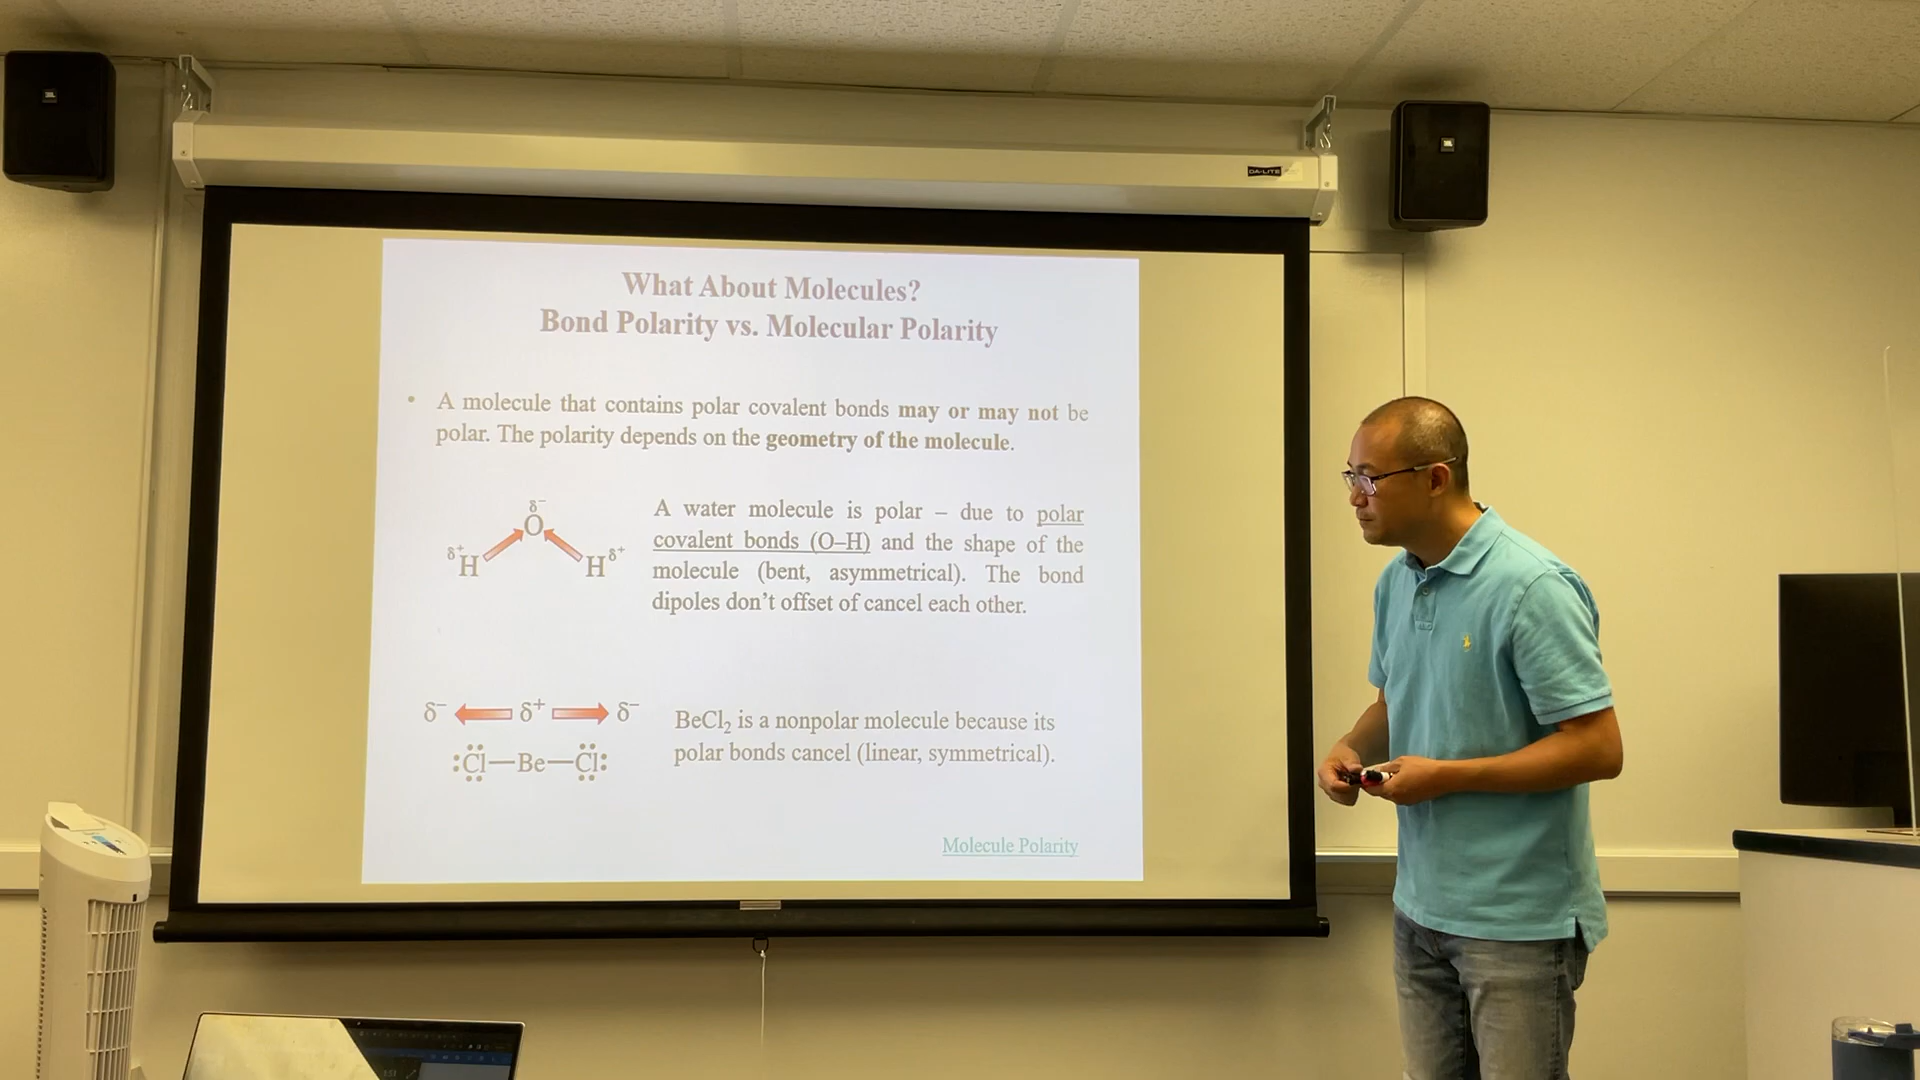 JBL
JBL
DA-LITE
What About Molecules?
Bond Polarity vs. Molecular Polarity
• A molecule that contains polar covalent bonds may or may not be
polar. The polarity depends on the geometry of the molecule.
δ⁻
O
δ⁺H
Hδ⁺
A water molecule is polar – due to polar
covalent bonds (O–H) and the shape of the
molecule (bent, asymmetrical). The bond
dipoles don't offset of cancel each other.
δ⁻ δ⁺ δ⁻
:Cl—Be—Cl:
BeCl₂ is a nonpolar molecule because its
polar bonds cancel (linear, symmetrical).
Molecule Polarity